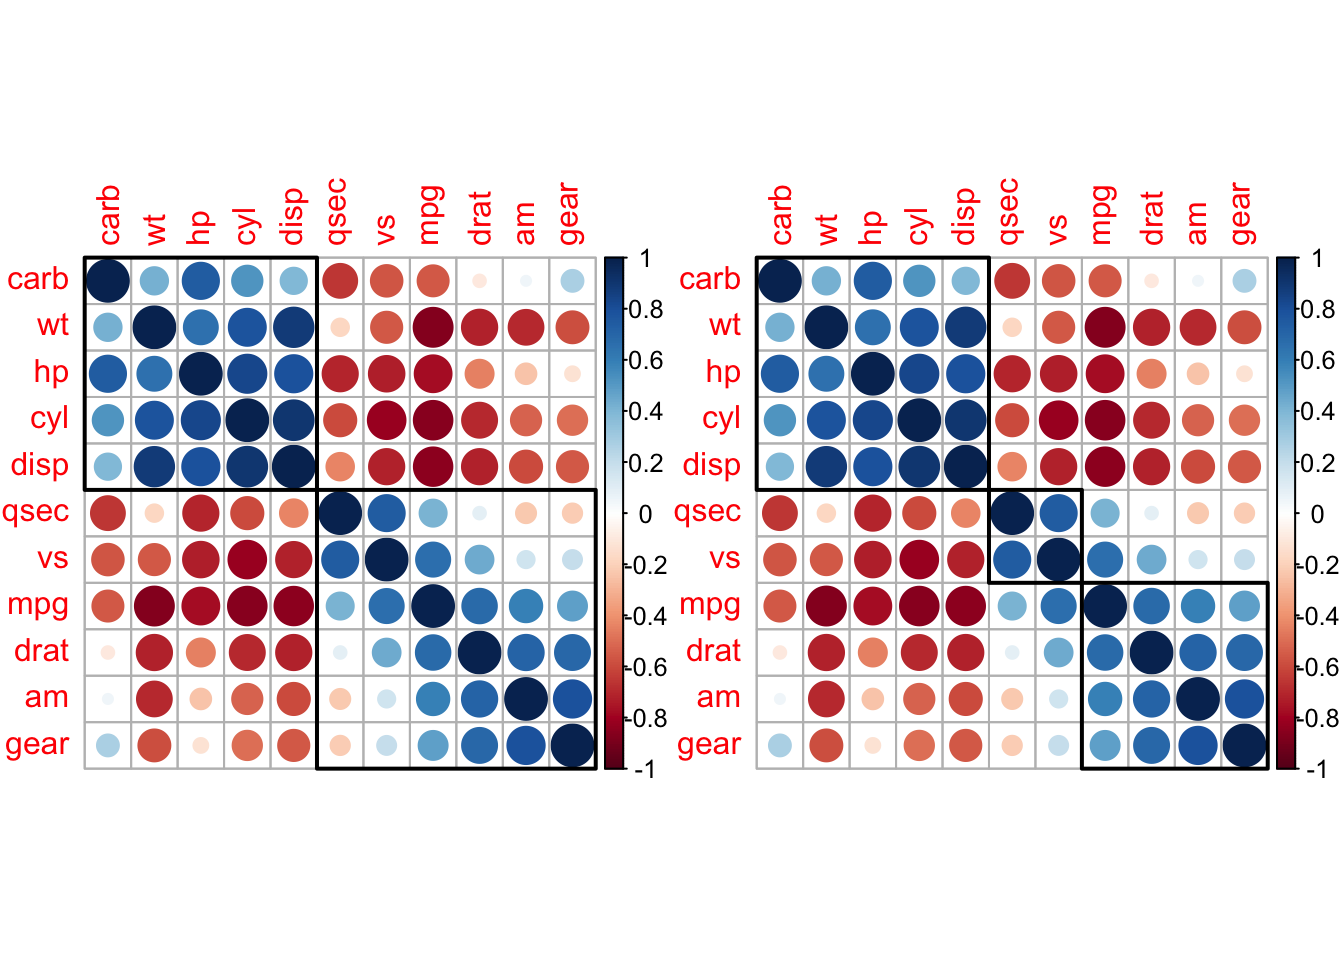 carb wt hp cyl disp qsec vs mpg drat am gear
carb
wt
hp
cyl
disp
qsec
vs
mpg
drat
am
gear
1
0.8
0.6
0.4
0.2
0
-0.2
-0.4
-0.6
-0.8
-1
carb wt hp cyl disp qsec vs mpg drat am gear
carb
wt
hp
cyl
disp
qsec
vs
mpg
drat
am
gear
1
0.8
0.6
0.4
0.2
0
-0.2
-0.4
-0.6
-0.8
-1